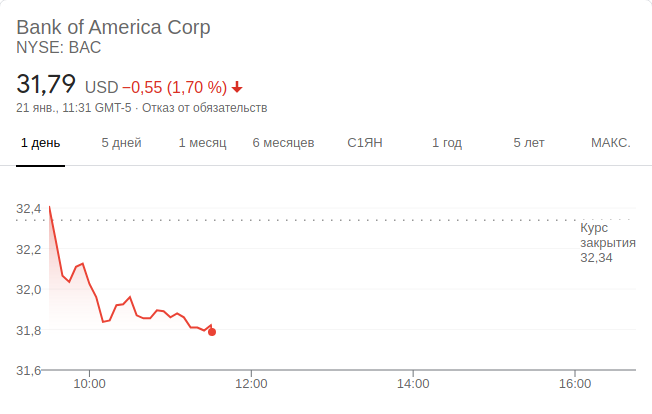 Bank of America Corp
NYSE: BAC
31,79 USD −0,55 (1,70 %)
21 янв., 11:31 GMT-5 · Отказ от обязательств
1 день 5 дней 1 месяц 6 месяцев С1ЯН 1 год 5 лет МАКС.
32,4
Курс
закрытия
32,34
32,2
32,0
31,8
31,6
10:00 12:00 14:00 16:00